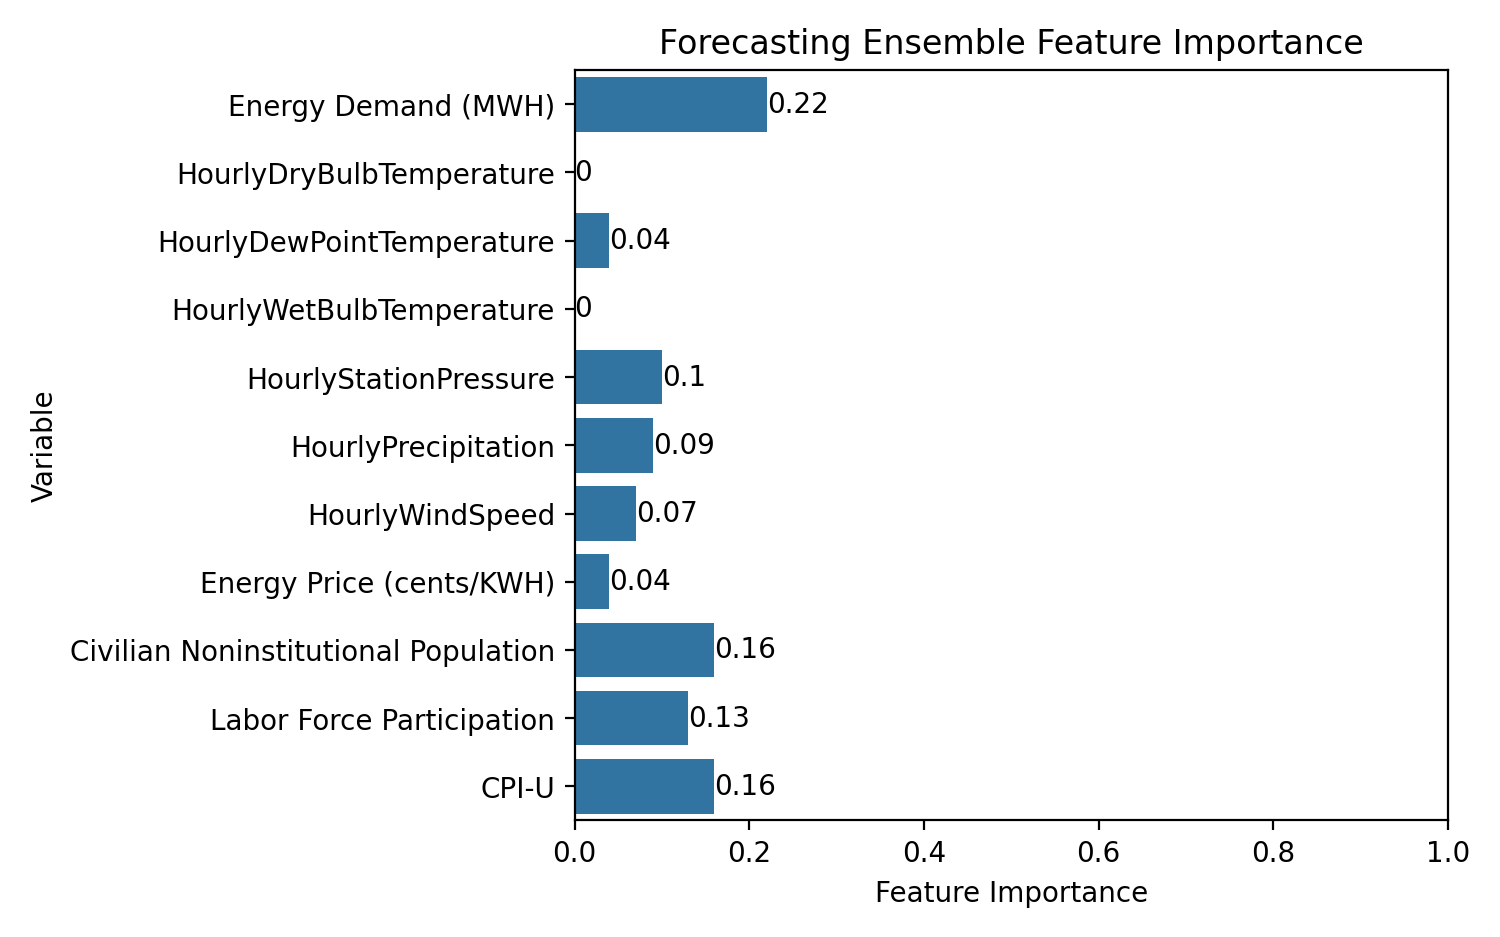 Forecasting Ensemble Feature Importance
Energy Demand (MWH) 0.22
HourlyDryBulbTemperature 0
HourlyDewPointTemperature 0.04
HourlyWetBulbTemperature 0
HourlyStationPressure 0.1
HourlyPrecipitation 0.09
HourlyWindSpeed 0.07
Energy Price (cents/KWH) 0.04
Civilian Noninstitutional Population 0.16
Labor Force Participation 0.13
CPI-U 0.16
Variable
0.0 0.2 0.4 0.6 0.8 1.0
Feature Importance